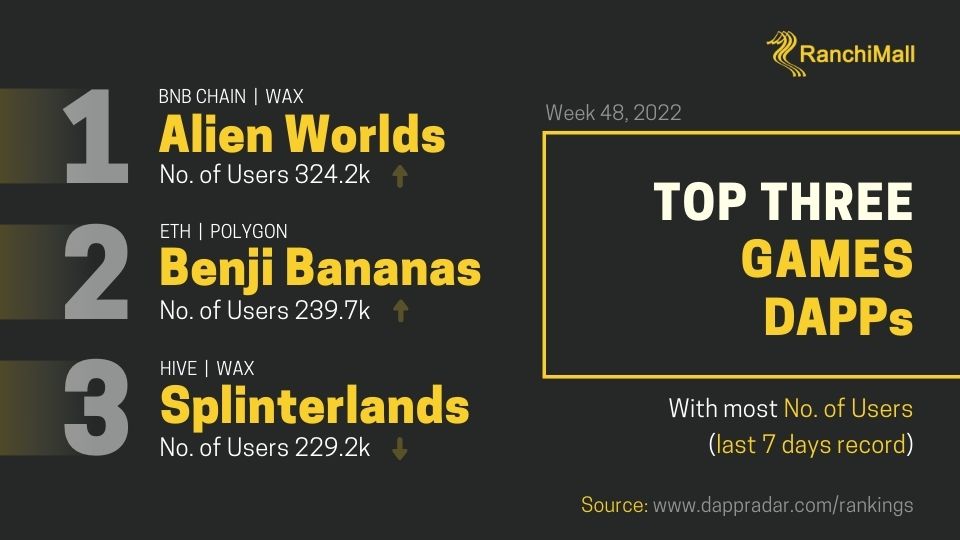 1
BNB CHAIN | WAX
Alien Worlds
No. of Users 324.2k
2
ETH | POLYGON
Benji Bananas
No. of Users 239.7k
3
HIVE | WAX
Splinterlands
No. of Users 229.2k
RanchiMall
Week 48, 2022
TOP THREE
GAMES
DAPPs
With most No. of Users
(last 7 days record)
Source: www.dappradar.com/rankings